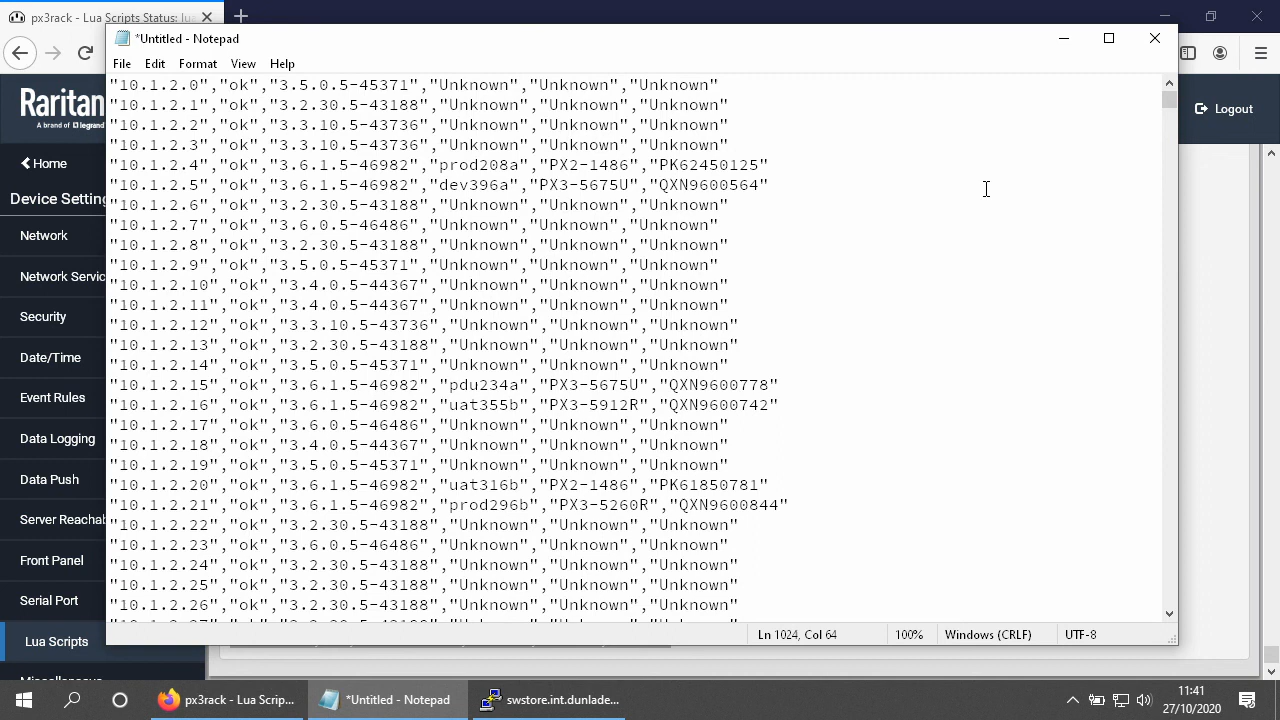 px3rack - Lua Scripts Status: lua
*Untitled - Notepad
File Edit Format View Help
Raritan
A brand of legrand
Logout
Home
Device Setting
Network
Network Servic
Security
Date/Time
Event Rules
Data Logging
Data Push
Server Reachab
Front Panel
Serial Port
Lua Scripts
"10.1.2.0","ok","3.5.0.5-45371","Unknown","Unknown","Unknown"
"10.1.2.1","ok","3.2.30.5-43188","Unknown","Unknown","Unknown"
"10.1.2.2","ok","3.3.10.5-43736","Unknown","Unknown","Unknown"
"10.1.2.3","ok","3.3.10.5-43736","Unknown","Unknown","Unknown"
"10.1.2.4","ok","3.6.1.5-46982","prod208a","PX2-1486","PK62450125"
"10.1.2.5","ok","3.6.1.5-46982","dev396a","PX3-5675U","QXN9600564"
"10.1.2.6","ok","3.2.30.5-43188","Unknown","Unknown","Unknown"
"10.1.2.7","ok","3.6.0.5-46486","Unknown","Unknown","Unknown"
"10.1.2.8","ok","3.2.30.5-43188","Unknown","Unknown","Unknown"
"10.1.2.9","ok","3.5.0.5-45371","Unknown","Unknown","Unknown"
"10.1.2.10","ok","3.4.0.5-44367","Unknown","Unknown","Unknown"
"10.1.2.11","ok","3.4.0.5-44367","Unknown","Unknown","Unknown"
"10.1.2.12","ok","3.3.10.5-43736","Unknown","Unknown","Unknown"
"10.1.2.13","ok","3.2.30.5-43188","Unknown","Unknown","Unknown"
"10.1.2.14","ok","3.5.0.5-45371","Unknown","Unknown","Unknown"
"10.1.2.15","ok","3.6.1.5-46982","pdu234a","PX3-5675U","QXN9600778"
"10.1.2.16","ok","3.6.1.5-46982","uat355b","PX3-5912R","QXN9600742"
"10.1.2.17","ok","3.6.0.5-46486","Unknown","Unknown","Unknown"
"10.1.2.18","ok","3.4.0.5-44367","Unknown","Unknown","Unknown"
"10.1.2.19","ok","3.5.0.5-45371","Unknown","Unknown","Unknown"
"10.1.2.20","ok","3.6.1.5-46982","uat316b","PX2-1486","PK61850781"
"10.1.2.21","ok","3.6.1.5-46982","prod296b","PX3-5260R","QXN9600844"
"10.1.2.22","ok","3.2.30.5-43188","Unknown","Unknown","Unknown"
"10.1.2.23","ok","3.6.0.5-46486","Unknown","Unknown","Unknown"
"10.1.2.24","ok","3.2.30.5-43188","Unknown","Unknown","Unknown"
"10.1.2.25","ok","3.2.30.5-43188","Unknown","Unknown","Unknown"
"10.1.2.26","ok","3.2.30.5-43188","Unknown","Unknown","Unknown"
Ln 1024, Col 64 100% Windows (CRLF) UTF-8
px3rack - Lua Scrip... *Untitled - Notepad swstore.int.dunlade...
11:41
27/10/2020